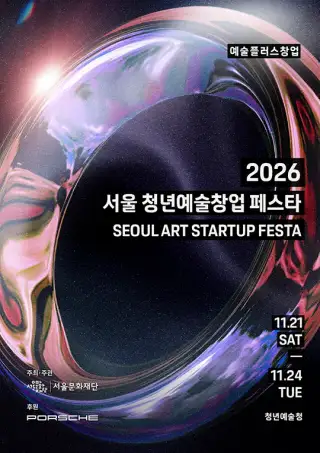 예술플러스창업
2026
서울 청년예술창업 페스타
SEOUL ART STARTUP FESTA
11.21
SAT
—
11.24
TUE
청년예술청
주최·주관
서울문화재단
후원
PORSCHE